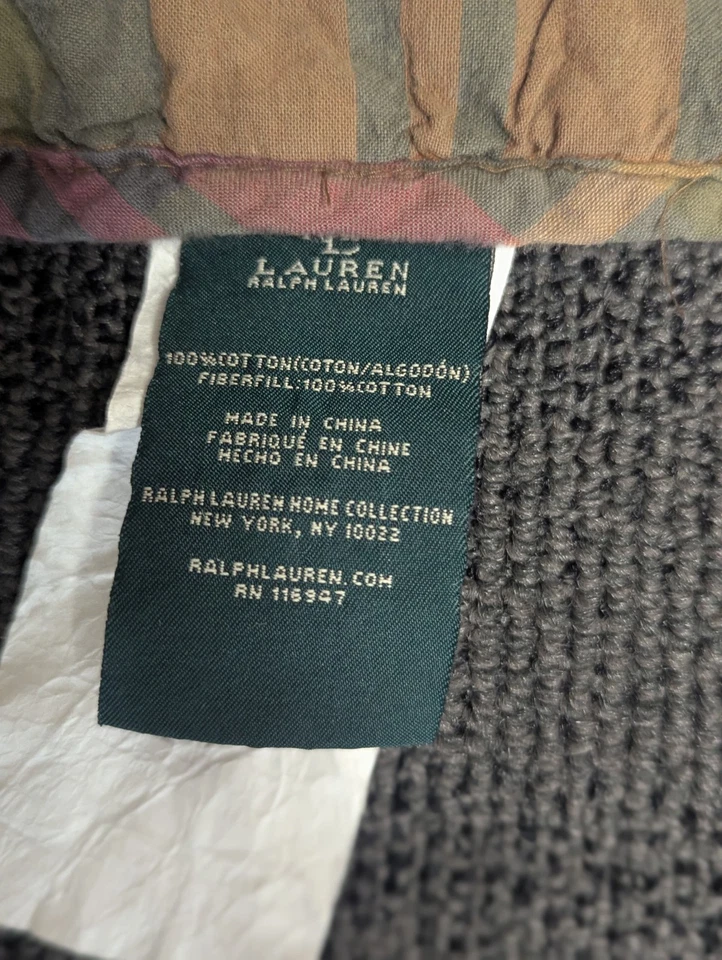 LAUREN
RALPH LAUREN
100%COTTON(COTON/ALGODÓN)
FIBERFILL:100%COTTON
MADE IN CHINA
FABRIQUÉ EN CHINE
HECHO EN CHINA
RALPH LAUREN HOME COLLECTION
NEW YORK, NY 10022
RALPHLAUREN.COM
RN 116947